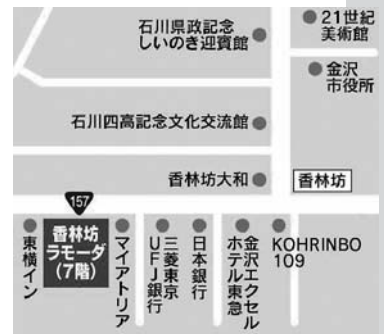 石川県政記念
しいのき迎賓館
21世紀
美術館
金沢
市役所
石川四高記念文化交流館
香林坊大和
香林坊
157
東横イン
香林坊
ラモーダ
(7階)
マイアトリア
三菱東京
UFJ銀行
日本銀行
金沢エクセル
ホテル東急
KOHRINBO
109